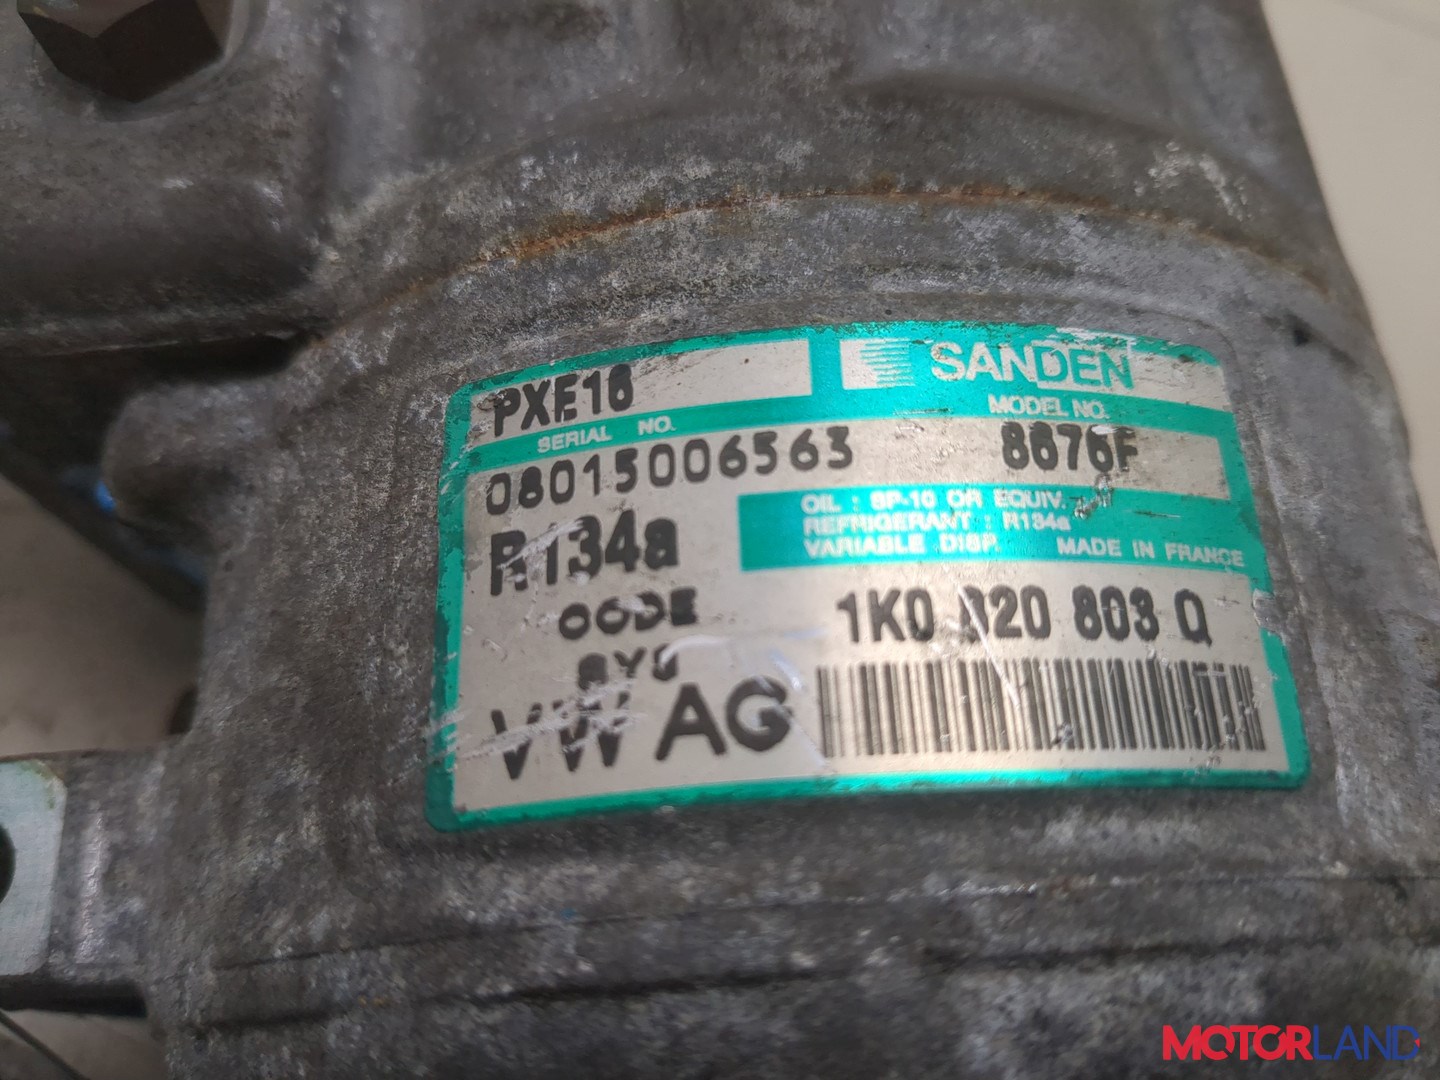 PXE16
SANDEN
SERIAL NO.
MODEL NO.
08015006563
8676F
R134a
OIL : SP-10 OR EQUIV.
REFRIGERANT : R134a
VARIABLE DISP. MADE IN FRANCE
CODE
1K0 820 803 Q
VW AG
MOTORLAND